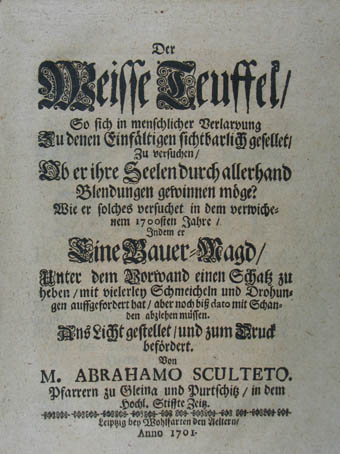 Der
Weisse Teuffel/
So sich in menschlicher Verlarvung
Zu denen Einfältigen sichtbarlich gesellet/
Zu versuchen/
Ob er ihre Seelen durch allerhand
Blendungen gewinnen möge?
Wie er solches versuchet in dem verwiche-
nem 1700sten Jahre/
Indem er
Eine Bauer-Magd/
Unter dem Vorwand einen Schatz zu
heben/ mit vielerley Schmeicheln und Drohun-
gen auffgefordert hat/ aber noch biß dato mit Schan-
den abziehen müssen.
Ans Licht gestellet/ und zum Druck
befördert.
Von
M. ABRAHAMO SCULTETO.
Pfarrern zu Gleina und Purtschitz/ in dem
Hochl. Stiffte Zeitz.
Leipzig bey Wohlfarten den Aeltern/
Anno 1701.